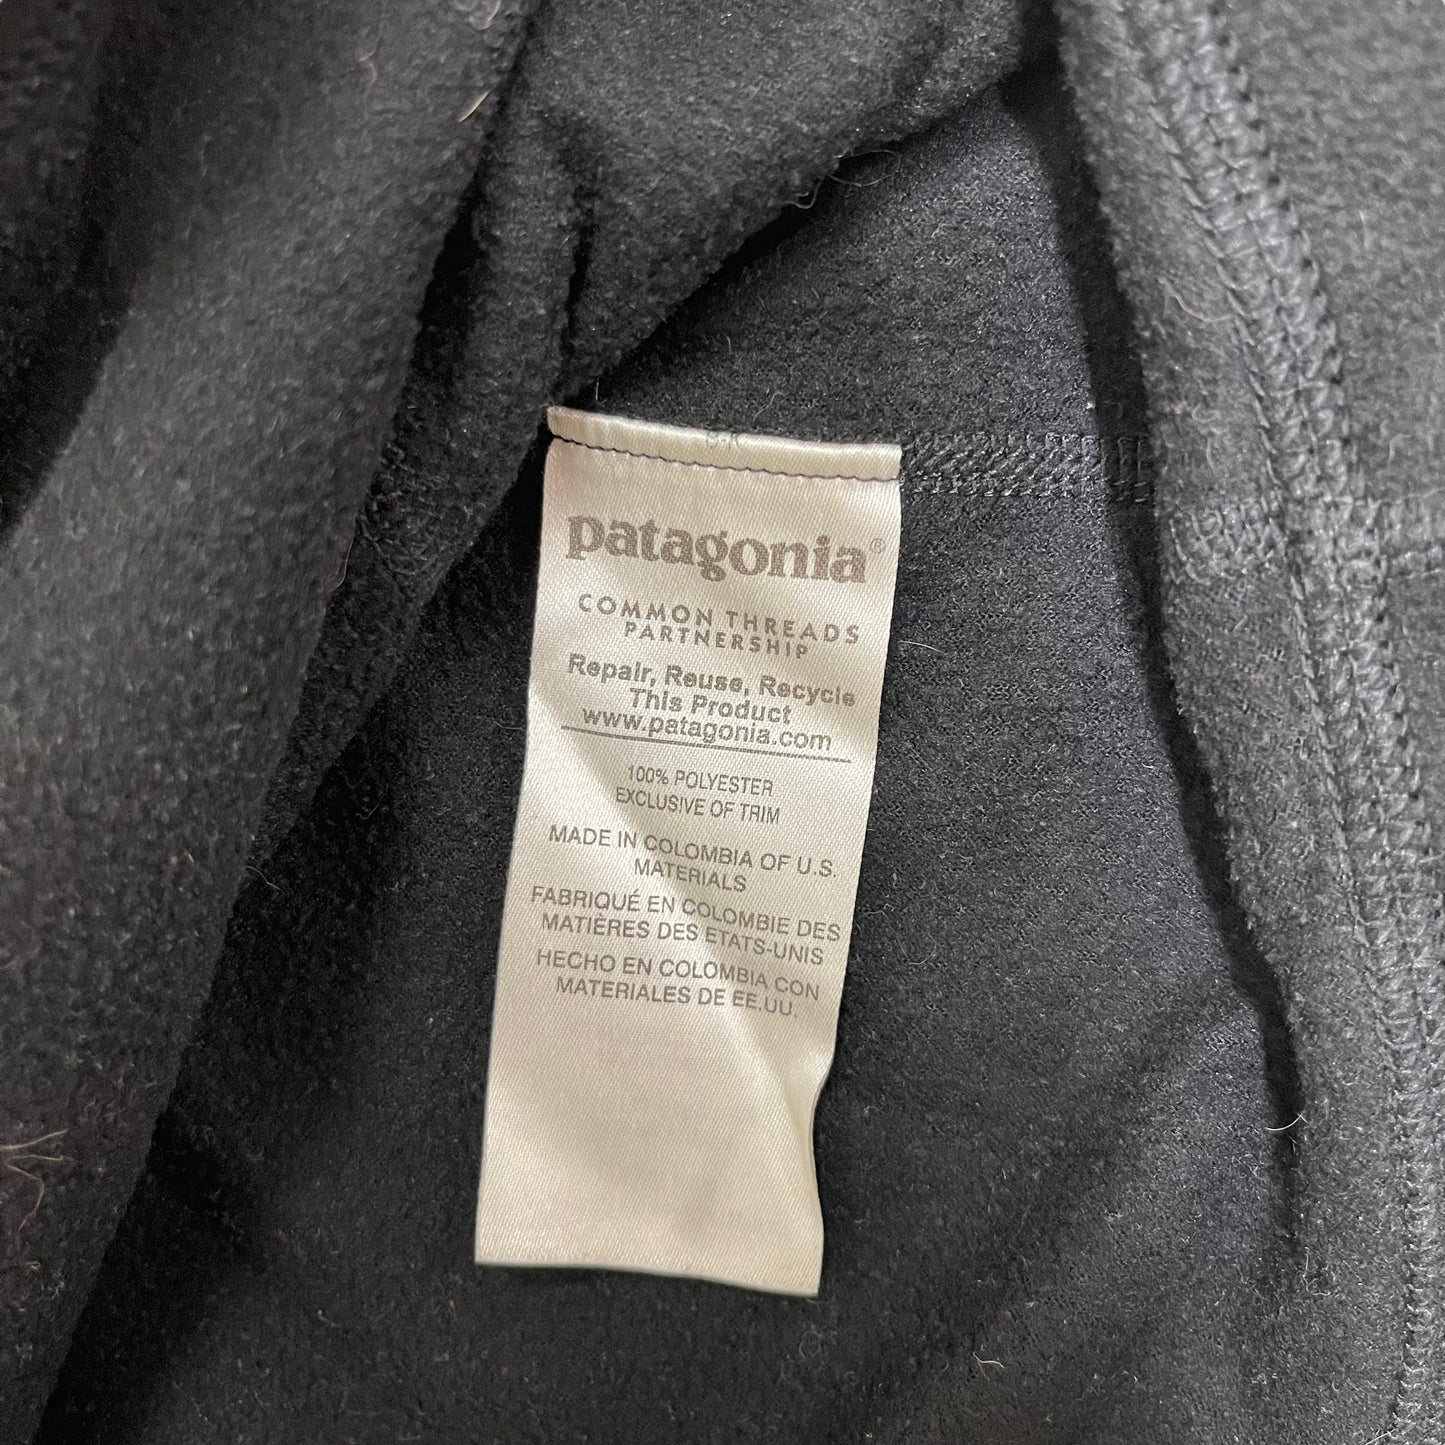 patagonia®
COMMON THREADS
PARTNERSHIP
Repair, Reuse, Recycle
This Product
www.patagonia.com
100% POLYESTER
EXCLUSIVE OF TRIM
MADE IN COLOMBIA OF U.S.
MATERIALS
FABRIQUÉ EN COLOMBIE DES
MATIÈRES DES ETATS-UNIS
HECHO EN COLOMBIA CON
MATERIALES DE EE.UU.